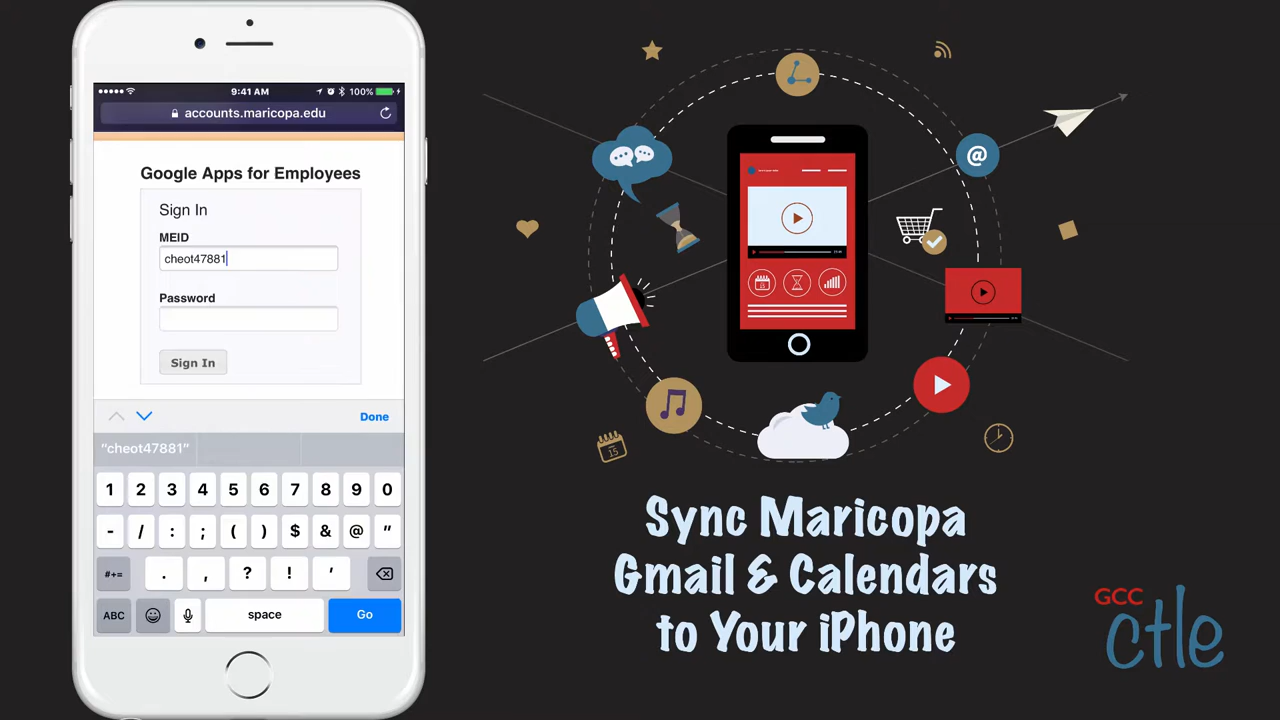 9:41 AM
100%
accounts.maricopa.edu
Google Apps for Employees
Sign In
MEID
cheot47881
Password
Sign In
Done
"cheot47881"
1 2 3 4 5 6 7 8 9 0
- / : ; ( ) $ & @ "
#+= . , ? ! '
ABC space Go
@
15
Sync Maricopa
Gmail & Calendars
to Your iPhone
GCC
ctle